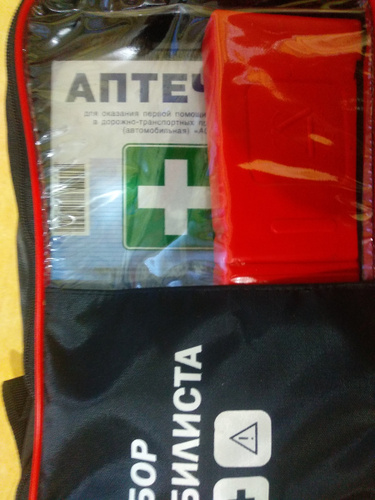 АПТЕЧ
для оказания первой помощи
в дорожно-транспортных
(автомобильная)
БОР
БИЛИСТА